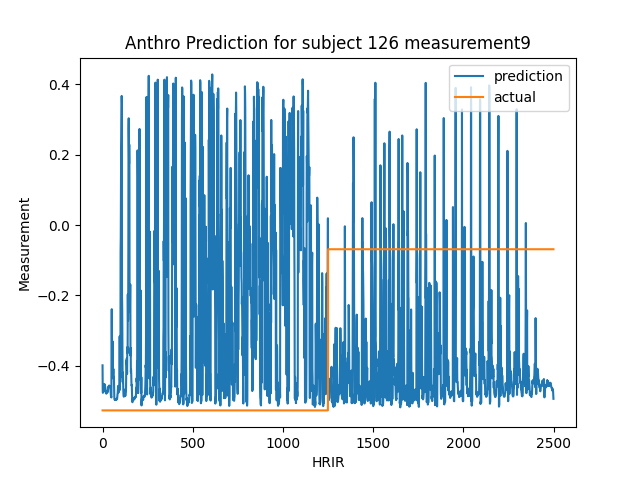 Anthro Prediction for subject 126 measurement9
prediction
actual
Measurement
0.4
0.2
0.0
−0.2
−0.4
0
500
1000
1500
2000
2500
HRIR